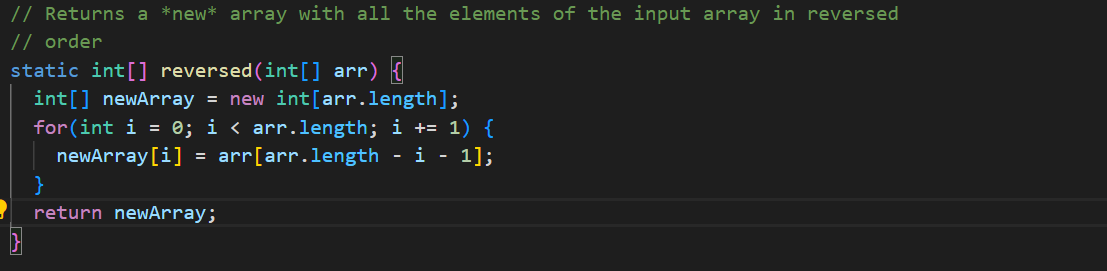 // Returns a *new* array with all the elements of the input array in reversed
// order
static int[] reversed(int[] arr) {
  int[] newArray = new int[arr.length];
  for(int i = 0; i < arr.length; i += 1) {
    newArray[i] = arr[arr.length - i - 1];
  }
  return newArray;
}